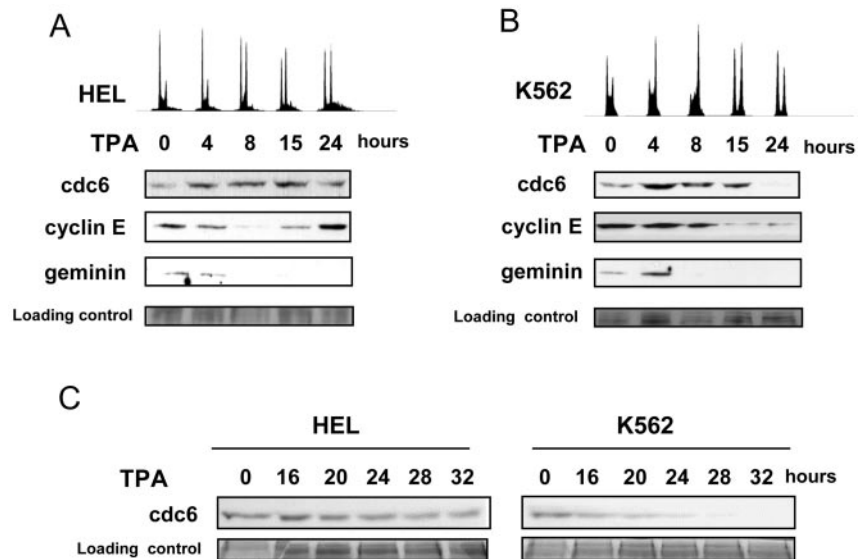 A
HEL
TPA 0 4 8 15 24 hours
cdc6
cyclin E
geminin
Loading control
B
K562
TPA 0 4 8 15 24 hours
cdc6
cyclin E
geminin
Loading control
C
HEL K562
TPA 0 16 20 24 28 32 0 16 20 24 28 32 hours
cdc6
Loading control